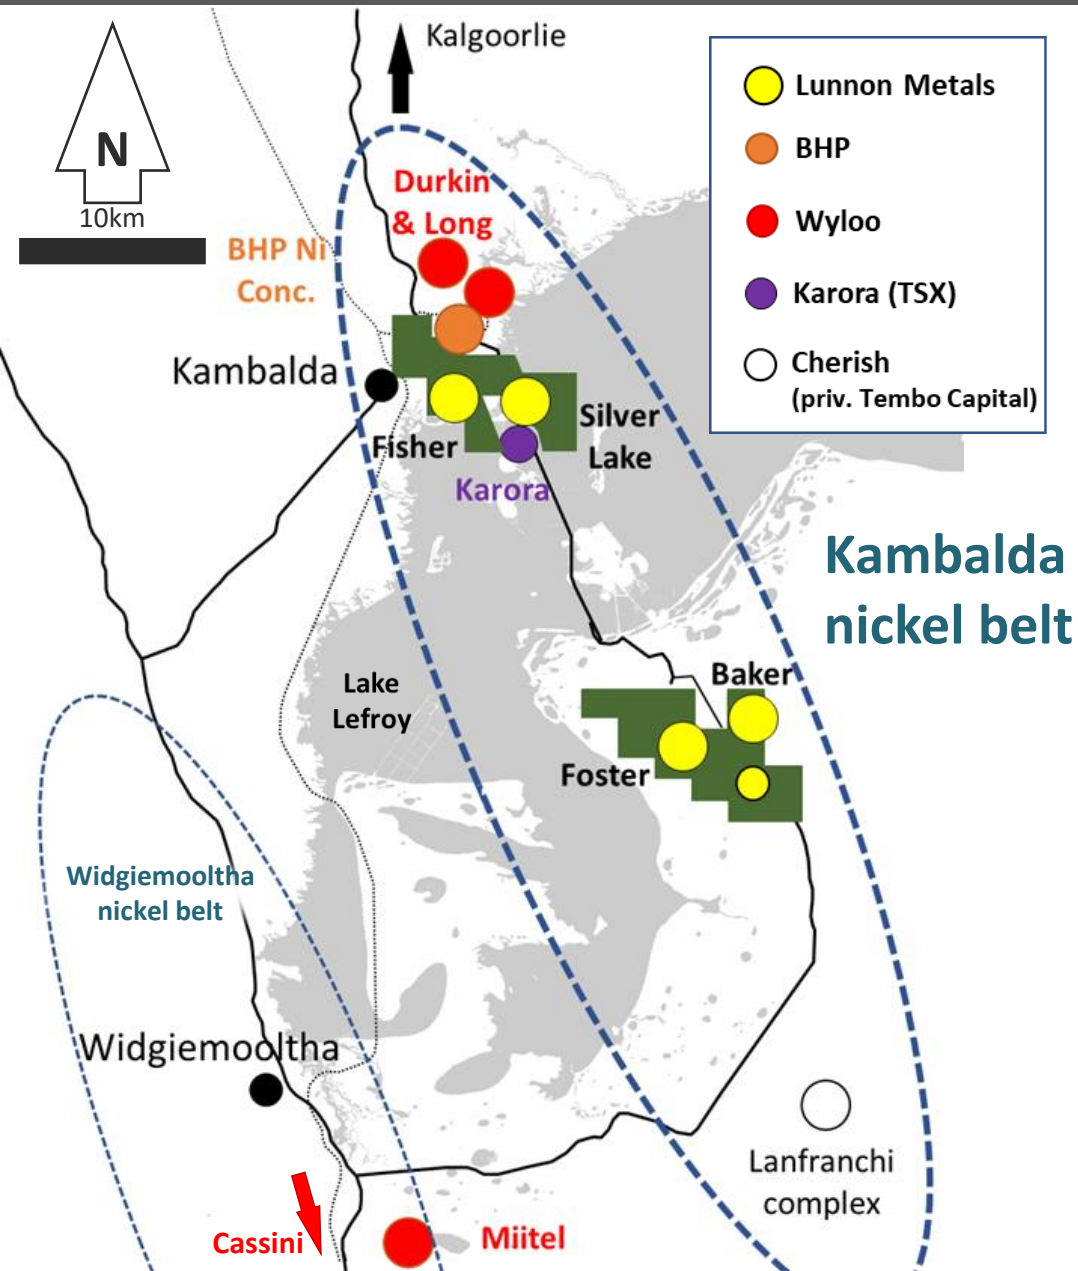 Kalgoorlie
N
10km
Lunnon Metals
BHP
Wyloo
Karora (TSX)
Cherish
(priv. Tembo Capital)
Durkin
& Long
BHP Ni
Conc.
Kambalda
Fisher
Silver
Lake
Karora
Kambalda
nickel belt
Lake
Lefroy
Baker
Foster
Widgiemooltha
nickel belt
Widgiemooltha
Lanfranchi
complex
Cassini
Miitel